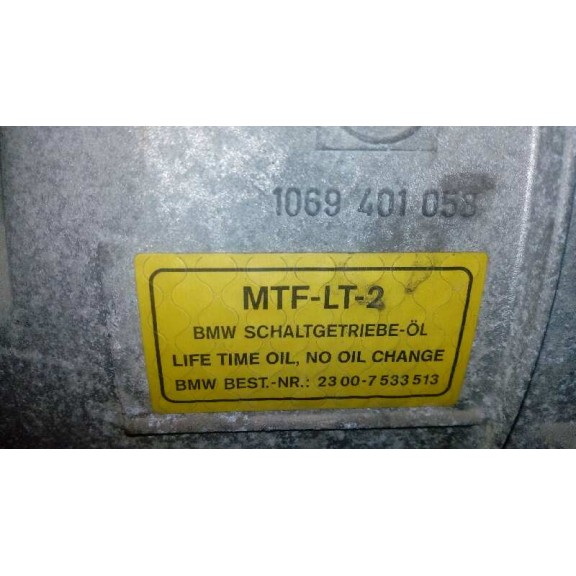 1069 401 058
MTF-LT-2
BMW SCHALTGETRIEBE-ÖL
LIFE TIME OIL, NO OIL CHANGE
BMW BEST.-NR.: 23 00-7 533 513